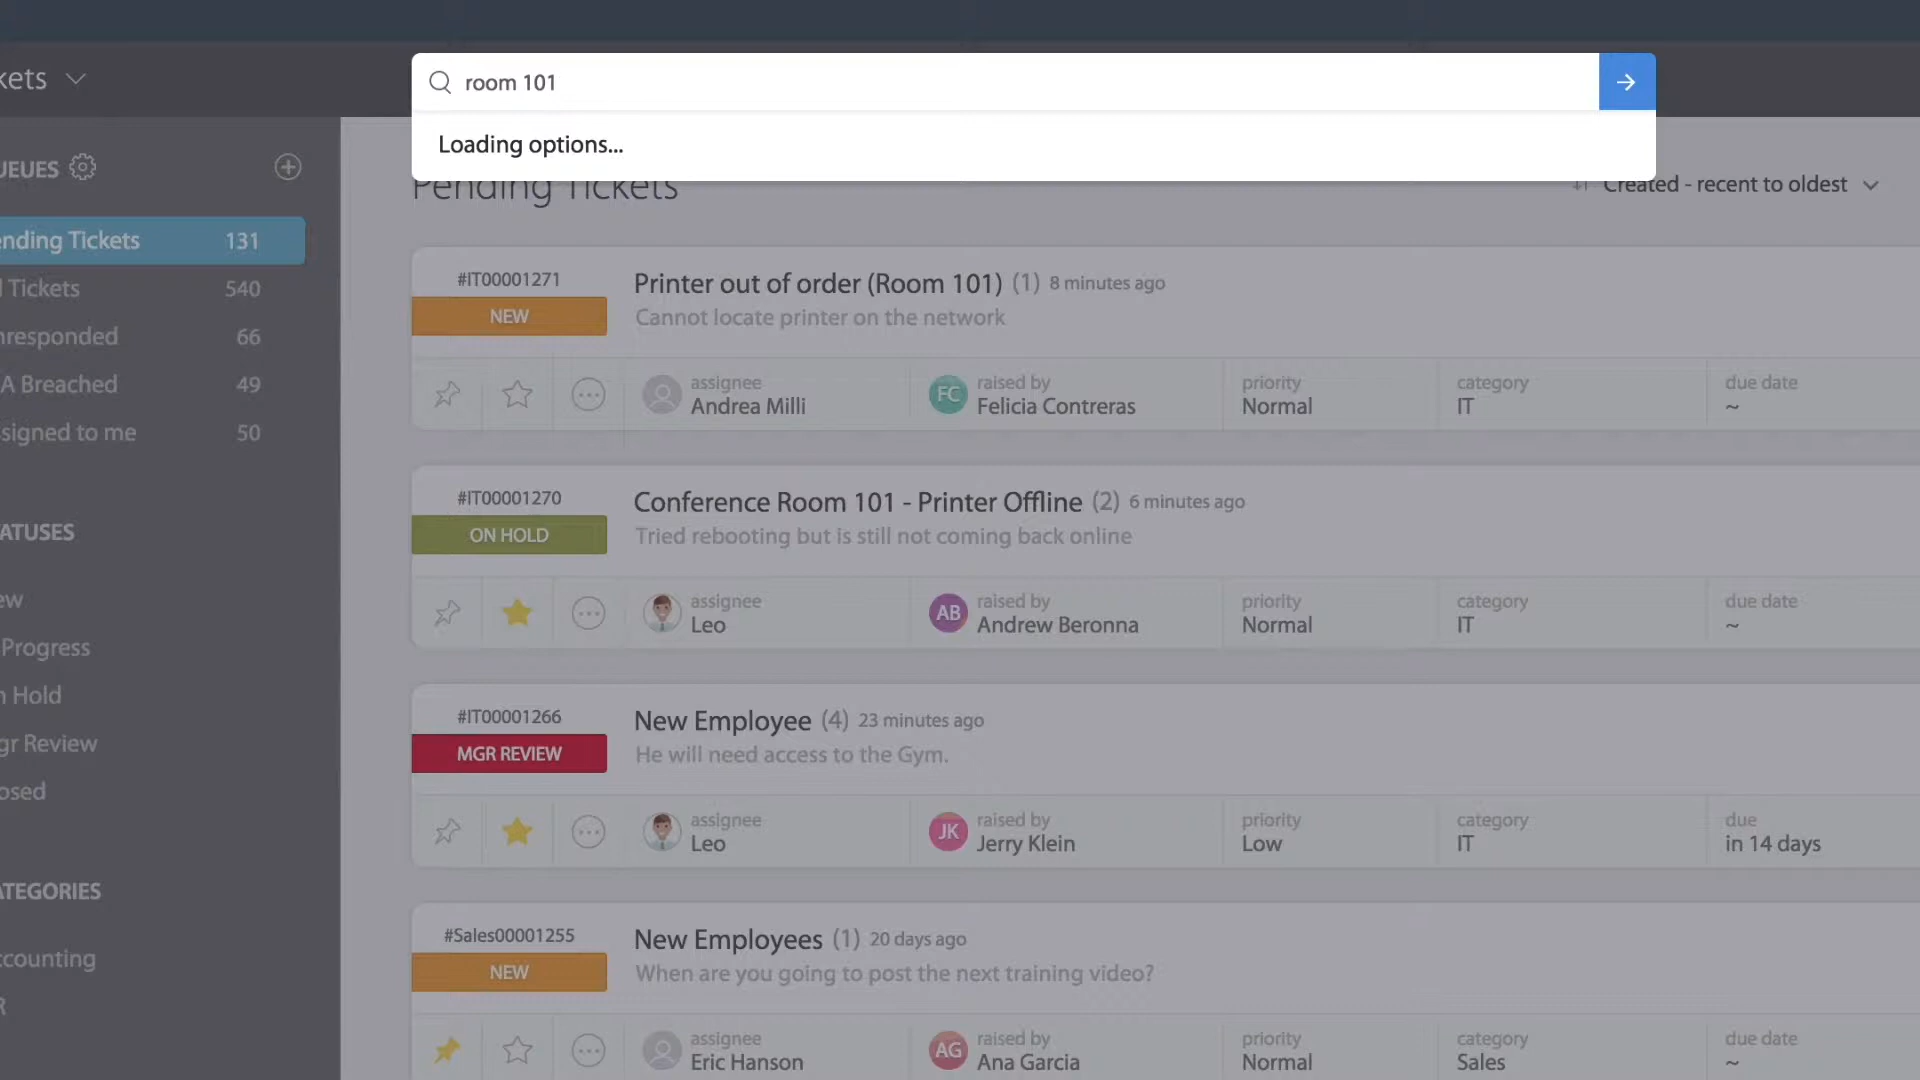 kets
room 101
Loading options...
UEUES
Pending Tickets
Created - recent to oldest
ending Tickets 131
l Tickets 540
nresponded 66
A Breached 49
ssigned to me 50
ATUSES
ew
Progress
n Hold
gr Review
osed
ATEGORIES
ccounting
R
#IT00001271
NEW
Printer out of order (Room 101) (1) 8 minutes ago
Cannot locate printer on the network
assignee
Andrea Milli
FC
raised by
Felicia Contreras
priority
Normal
category
IT
due date
~
#IT00001270
ON HOLD
Conference Room 101 - Printer Offline (2) 6 minutes ago
Tried rebooting but is still not coming back online
assignee
Leo
AB
raised by
Andrew Beronna
priority
Normal
category
IT
due date
~
#IT00001266
MGR REVIEW
New Employee (4) 23 minutes ago
He will need access to the Gym.
assignee
Leo
JK
raised by
Jerry Klein
priority
Low
category
IT
due
in 14 days
#Sales00001255
NEW
New Employees (1) 20 days ago
When are you going to post the next training video?
assignee
Eric Hanson
AG
raised by
Ana Garcia
priority
Normal
category
Sales
due date
~